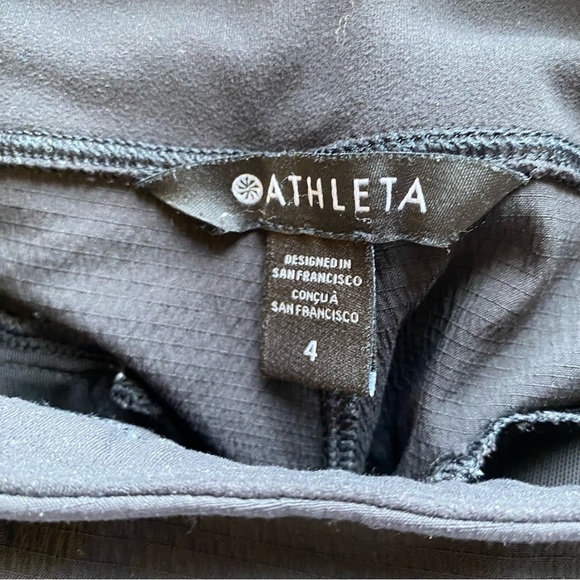 ATHLETA
DESIGNED IN
SAN FRANCISCO
CONÇU À
SAN FRANCISCO
4